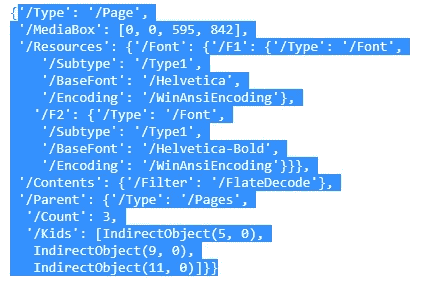 {'/Type': '/Page',
'/MediaBox': [0, 0, 595, 842],
'/Resources': {'/Font': {'/F1': {'/Type': '/Font',
'/Subtype': '/Type1',
'/BaseFont': '/Helvetica',
'/Encoding': '/WinAnsiEncoding'},
'/F2': {'/Type': '/Font',
'/Subtype': '/Type1',
'/BaseFont': '/Helvetica-Bold',
'/Encoding': '/WinAnsiEncoding'}}},
'/Contents': {'/Filter': '/FlateDecode'},
'/Parent': {'/Type': '/Pages',
'/Count': 3,
'/Kids': [IndirectObject(5, 0),
IndirectObject(9, 0),
IndirectObject(11, 0)]}}